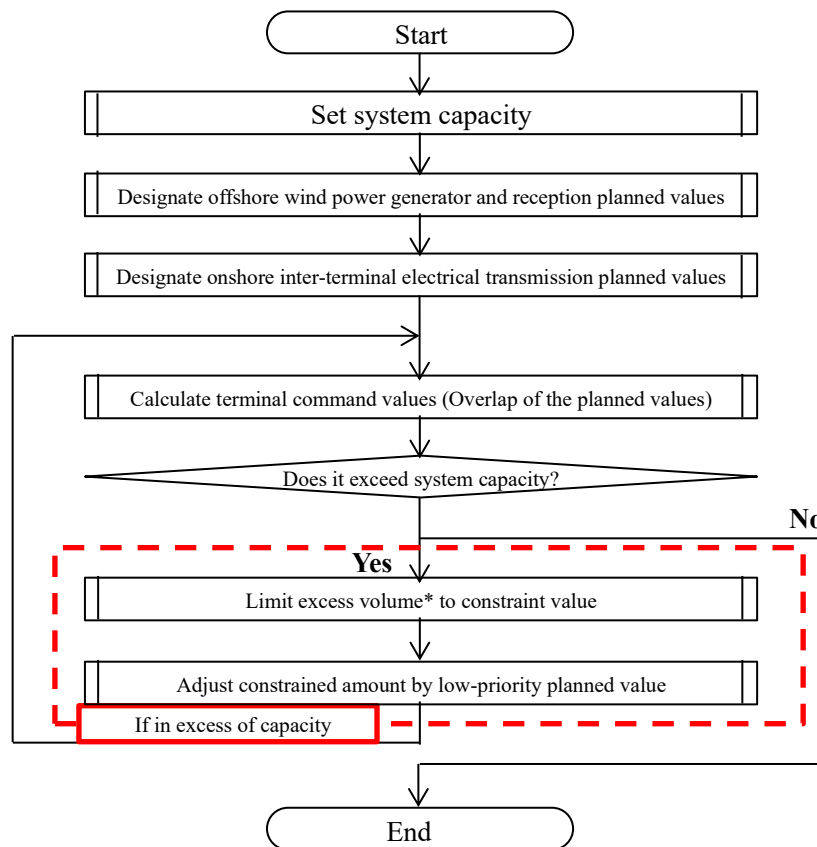 Start
Set system capacity
Designate offshore wind power generator and reception planned values
Designate onshore inter-terminal electrical transmission planned values
Calculate terminal command values (Overlap of the planned values)
Does it exceed system capacity?
No
Yes
Limit excess volume* to constraint value
Adjust constrained amount by low-priority planned value
If in excess of capacity
End